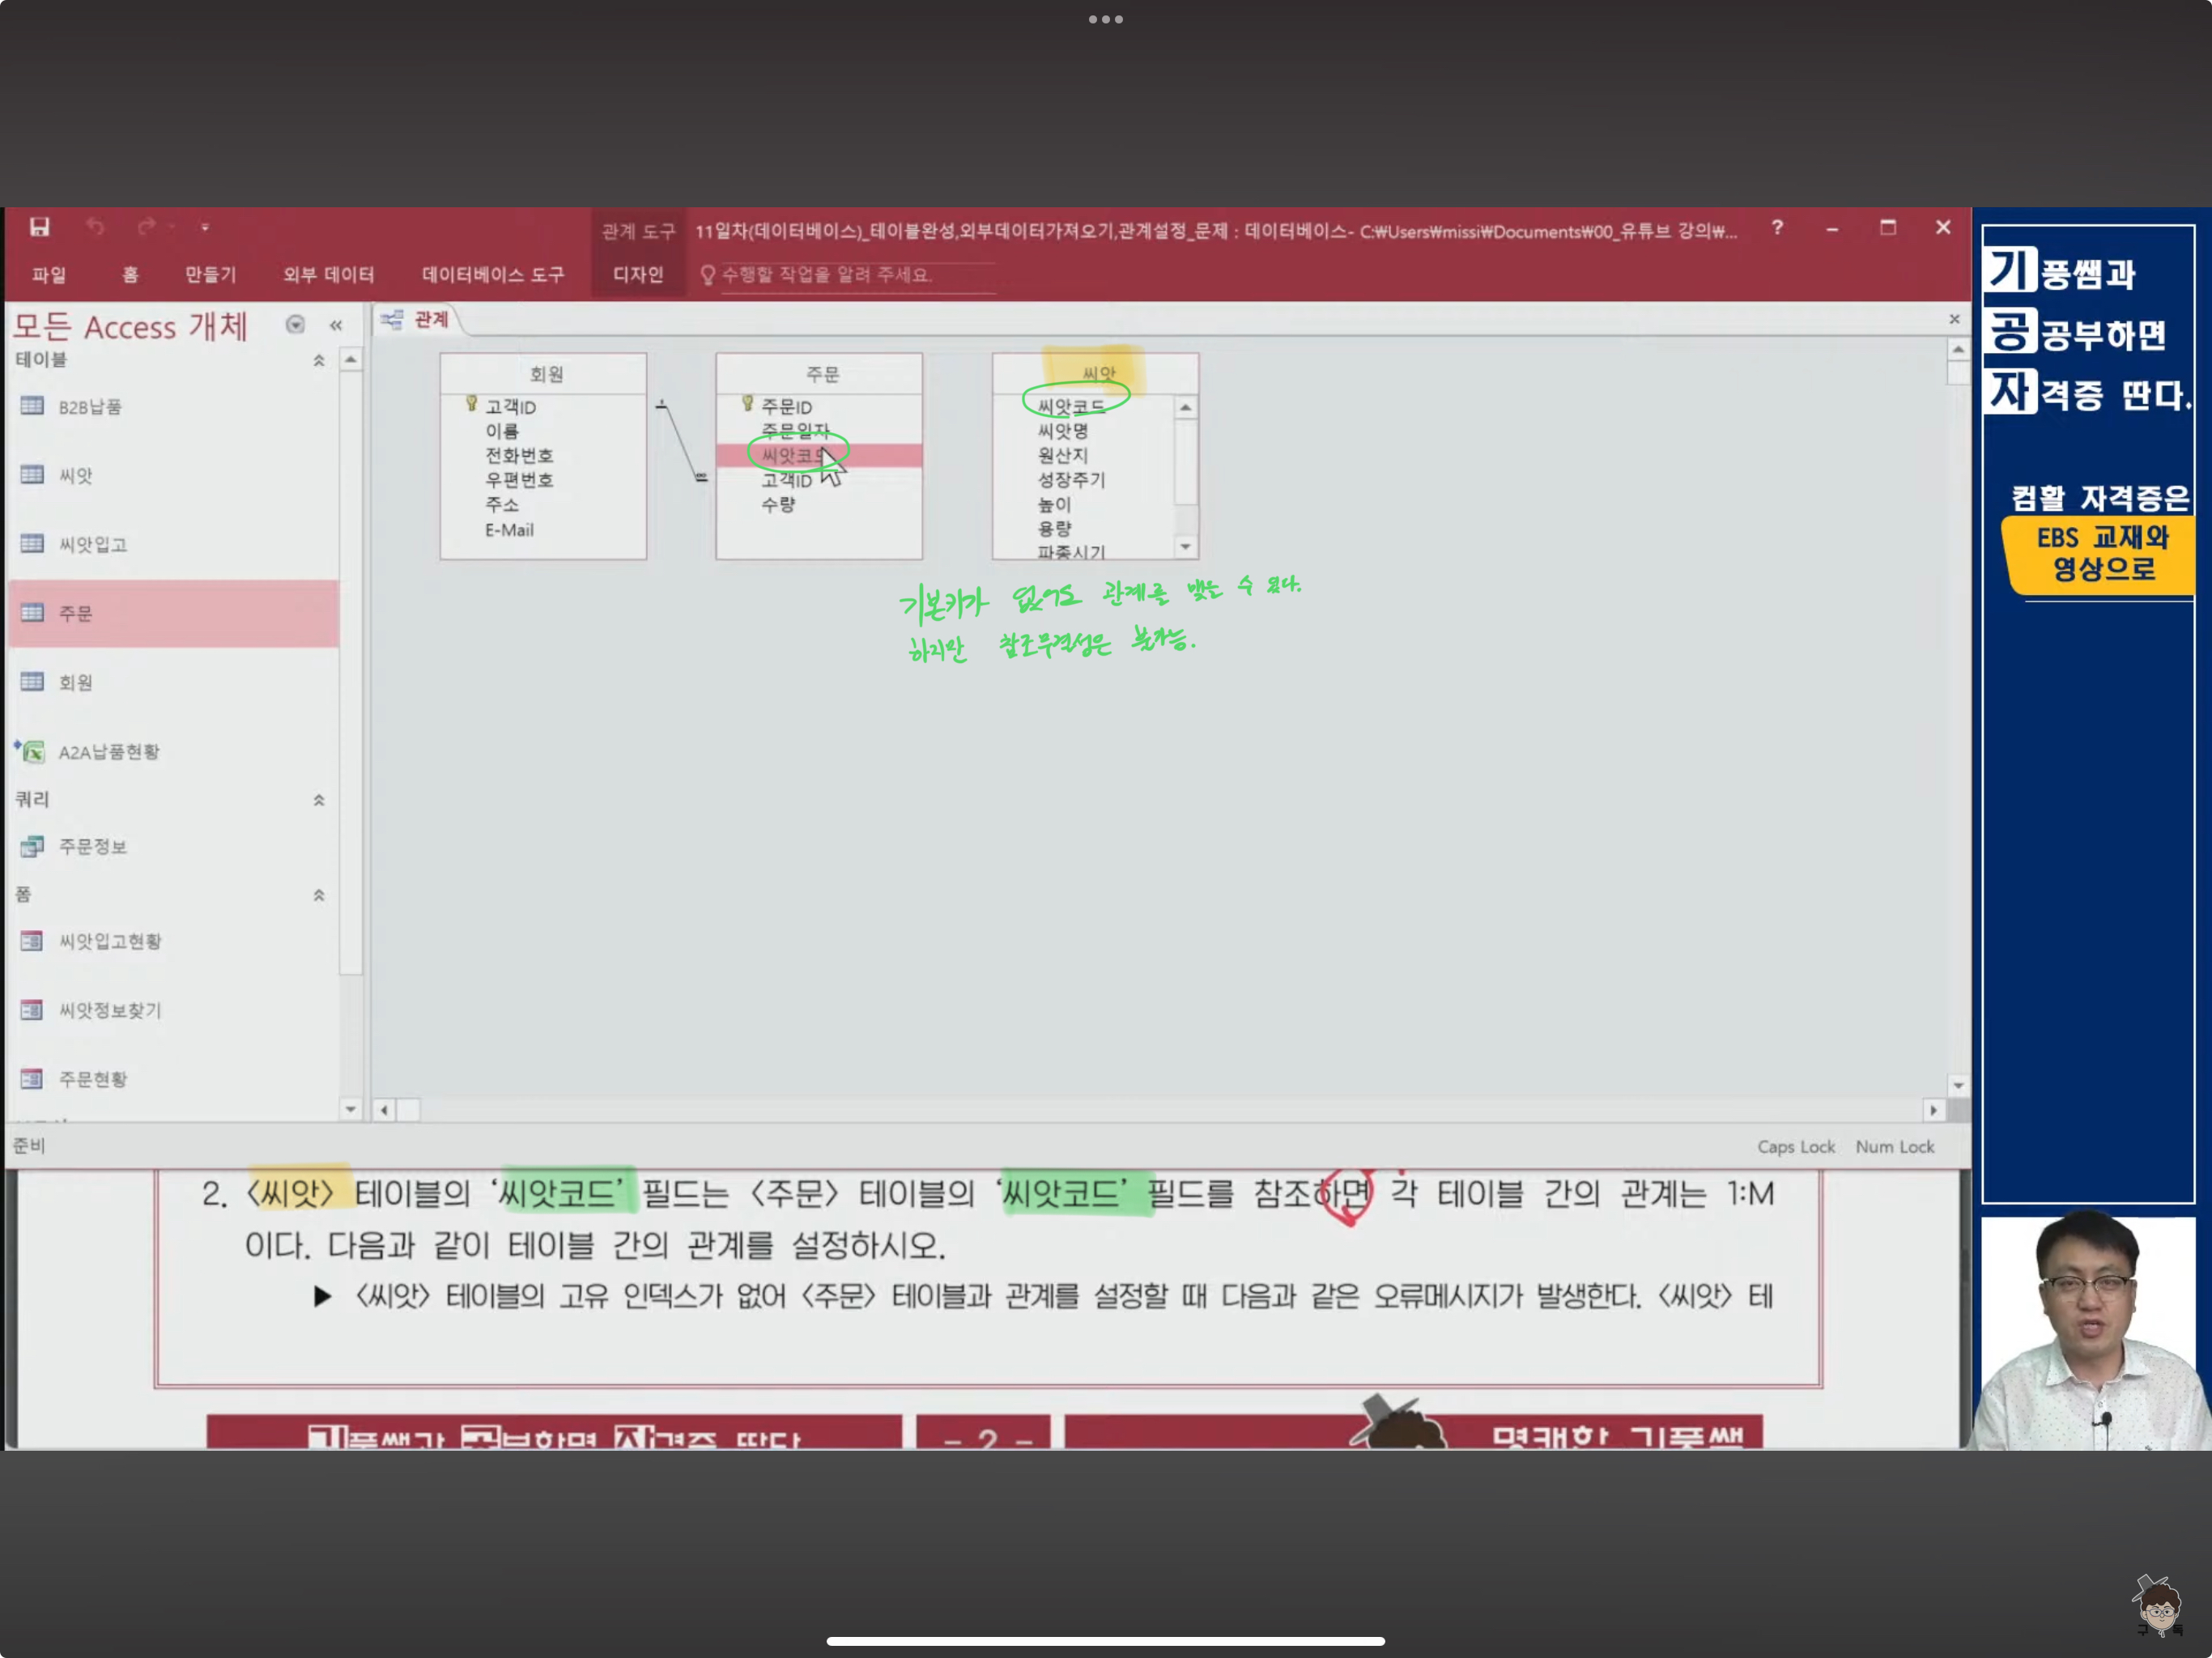 관계 도구
11일차(데이터베이스)_테이블완성,외부데이터가져오기,관계설정_문제 : 데이터베이스- C:₩Users₩missi₩Documents₩00_유튜브 강의₩...
?
파일 홈 만들기 외부 데이터 데이터베이스 도구 디자인 수행할 작업을 알려 주세요.
모든 Access 개체
테이블
B2B납품
씨앗
씨앗입고
주문
회원
A2A납품현황
쿼리
주문정보
폼
씨앗입고현황
씨앗정보찾기
주문현황
준비
Caps Lock Num Lock
관계
회원
고객ID
이름
전화번호
우편번호
주소
E-Mail
1
∞
주문
주문ID
주문일자
씨앗코드
고객ID
수량
씨앗
씨앗코드
씨앗명
원산지
성장주기
높이
용량
파종시기
기본키가 없어도 관계를 맺을 수 있다.
하지만 참조무결성은 불가능.
2. 〈씨앗〉 테이블의 ‘씨앗코드’ 필드는 〈주문〉 테이블의 ‘씨앗코드’ 필드를 참조하면 각 테이블 간의 관계는 1:M
이다. 다음과 같이 테이블 간의 관계를 설정하시오.
▶ 〈씨앗〉 테이블의 고유 인덱스가 없어 〈주문〉 테이블과 관계를 설정할 때 다음과 같은 오류메시지가 발생한다. 〈씨앗〉 테
기풍쌤과 공부하면 자격증 딴다
- 2 -
명쾌한 기풍쌤
기풍쌤과
공공부하면
자격증 딴다.
컴활 자격증은
EBS 교재와
영상으로
구독